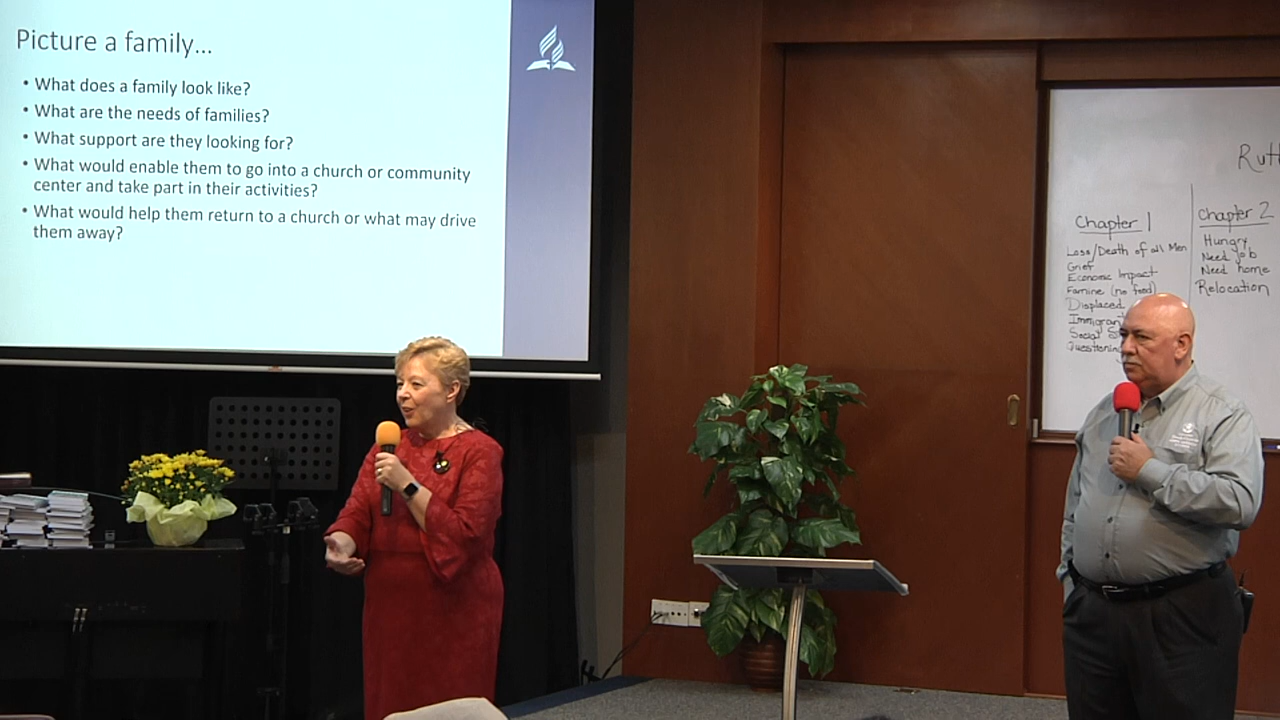 Picture a family...
• What does a family look like?
• What are the needs of families?
• What support are they looking for?
• What would enable them to go into a church or community
center and take part in their activities?
• What would help them return to a church or what may drive
them away?
Chapter 1
Loss/Death of all Men
Grief
Economic Impact
Famine (no food)
Displaced
Chapter 2
Hungry
Need job
Need home
Relocation